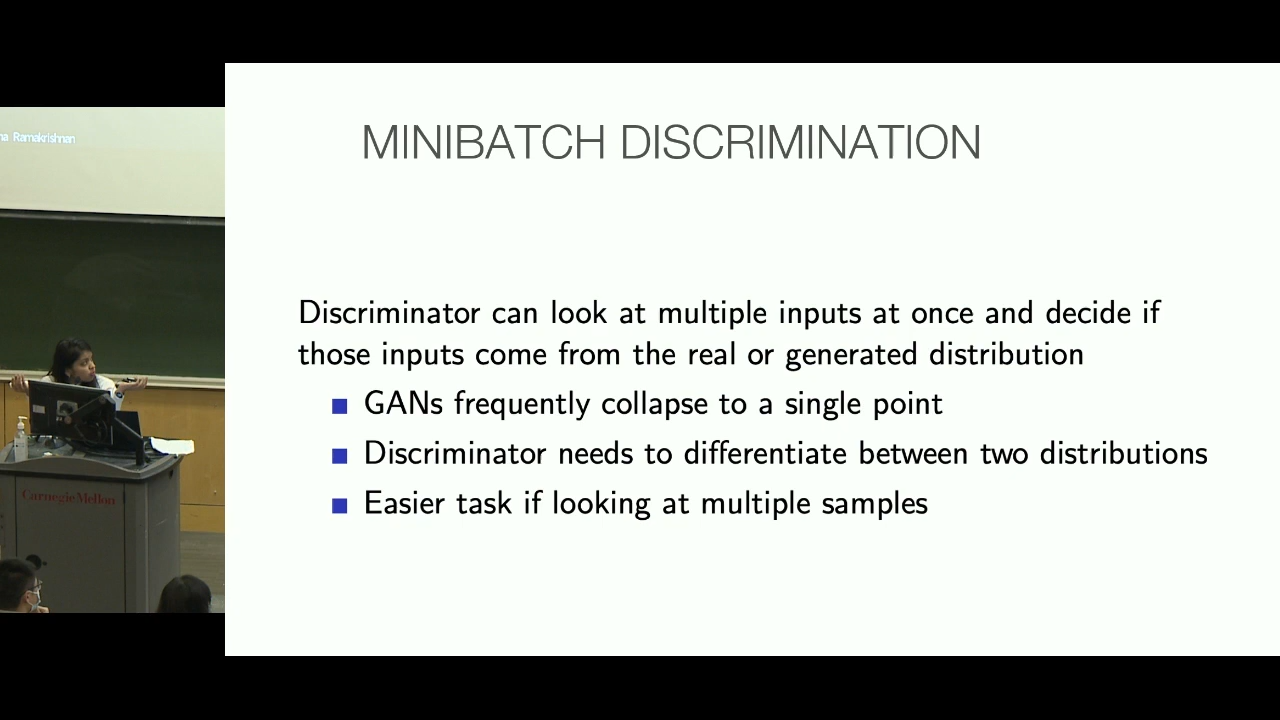 na Ramakrishnan
MINIBATCH DISCRIMINATION
Discriminator can look at multiple inputs at once and decide if
those inputs come from the real or generated distribution
GANs frequently collapse to a single point
Discriminator needs to differentiate between two distributions
Easier task if looking at multiple samples
Carnegie Mellon